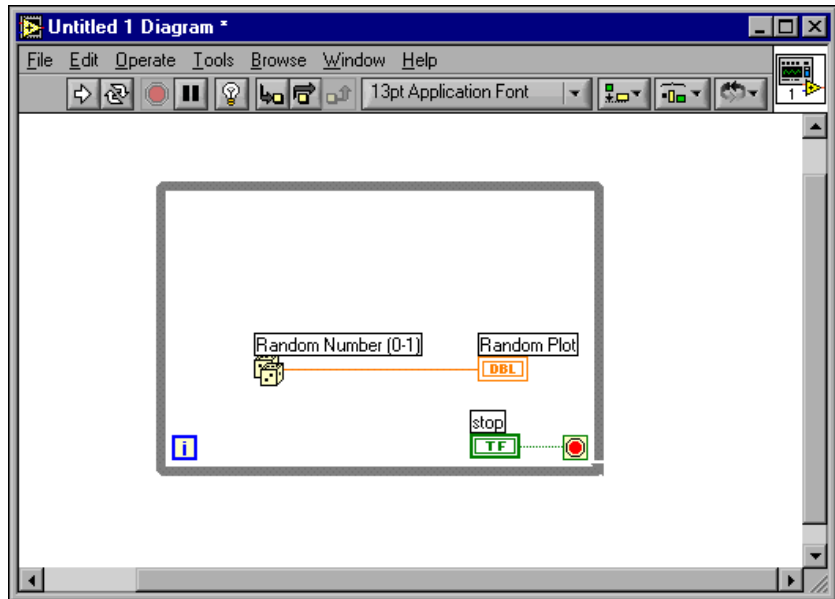 Untitled 1 Diagram *
File Edit Operate Tools Browse Window Help
13pt Application Font
1
Random Number (0-1) Random Plot
DBL
stop
i TF